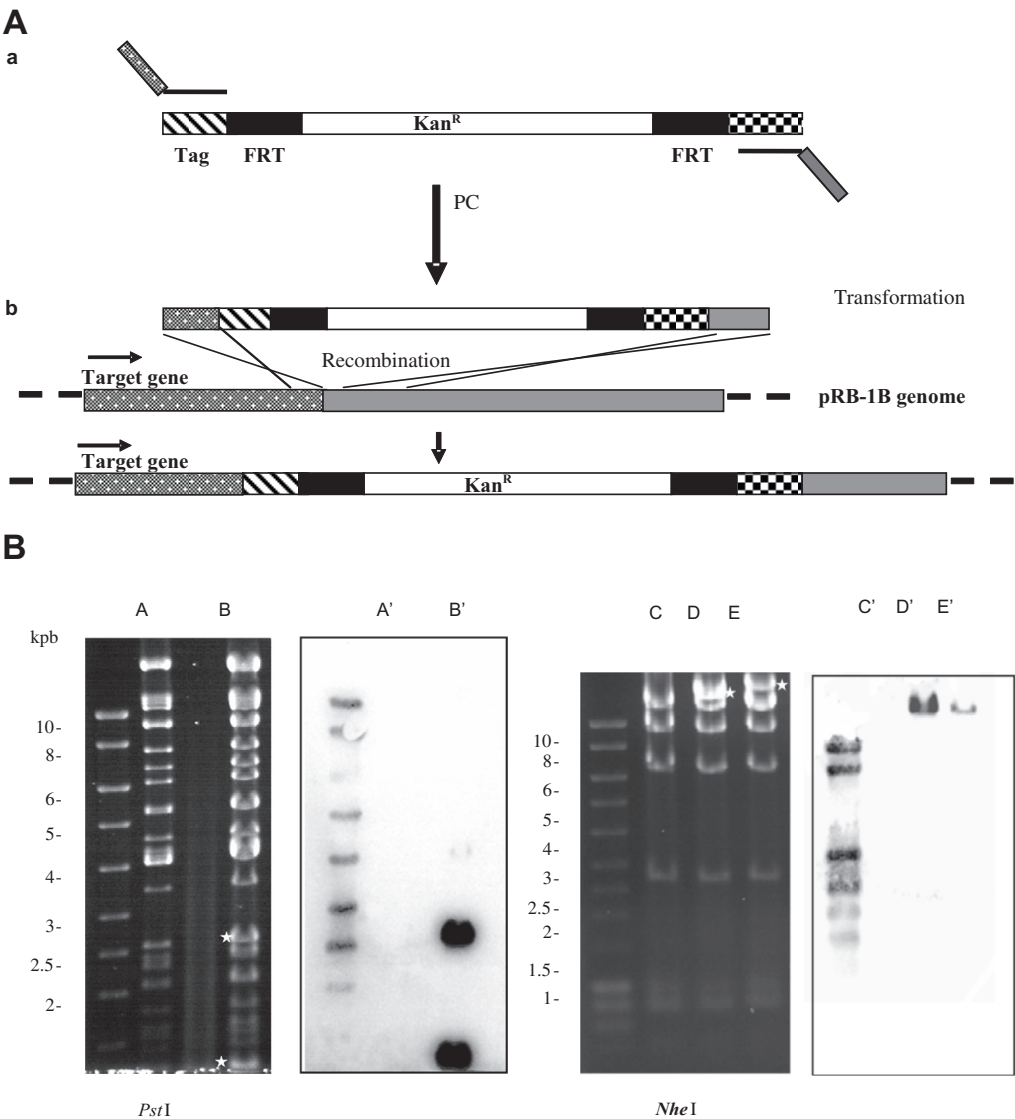 A
a
Kan^R
Tag FRT FRT
PC
b
Transformation
Recombination
Target gene
pRB-1B genome
Target gene
Kan^R
B
A B A' B' C D E C' D' E'
kpb
10-
8-
6-
5-
4-
3-
2.5-
2-
10-
8-
6-
5-
4-
3-
2.5-
2-
1.5-
1-
PstI NheI